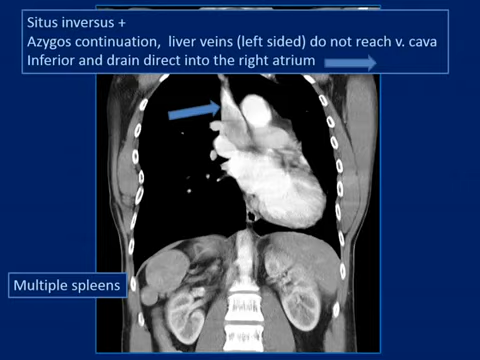 Situs inversus +
Azygos continuation, liver veins (left sided) do not reach v. cava
Inferior and drain direct into the right atrium
Multiple spleens